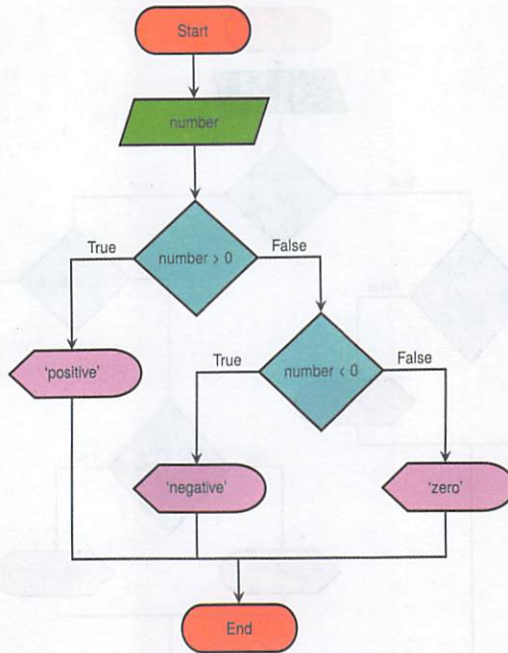 Start
number
number > 0
True
False
'positive'
number < 0
True
False
'negative'
'zero'
End